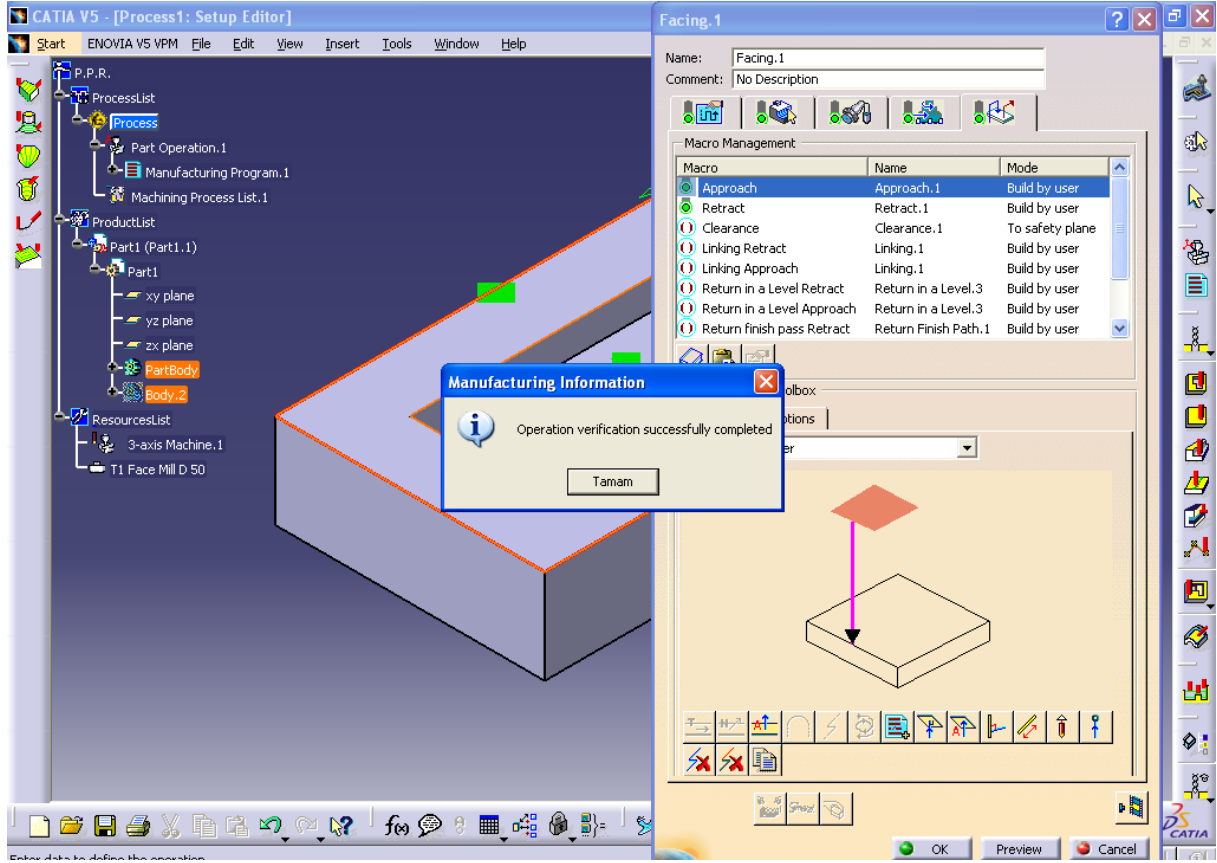 CATIA V5 - [Process1: Setup Editor]
Start ENOVIA V5 VPM File Edit View Insert Tools Window Help
P.P.R.
ProcessList
Process
Part Operation.1
Manufacturing Program.1
Machining Process List.1
ProductList
Part1 (Part1.1)
Part1
xy plane
yz plane
zx plane
PartBody
Body.2
ResourcesList
3-axis Machine.1
T1 Face Mill D 50
Facing.1
Name: Facing.1
Comment: No Description
Macro Management
Macro Name Mode
Approach Approach.1 Build by user
Retract Retract.1 Build by user
Clearance Clearance.1 To safety plane
Linking Retract Linking.1 Build by user
Linking Approach Linking.1 Build by user
Return in a Level Retract Return in a Level.3 Build by user
Return in a Level Approach Return in a Level.3 Build by user
Return finish pass Retract Return Finish Path.1 Build by user
Manufacturing Information
Operation verification successfully completed
Tamam
olbox
ptions
er
OK Preview Cancel
CATIA
Enter data to define the operation